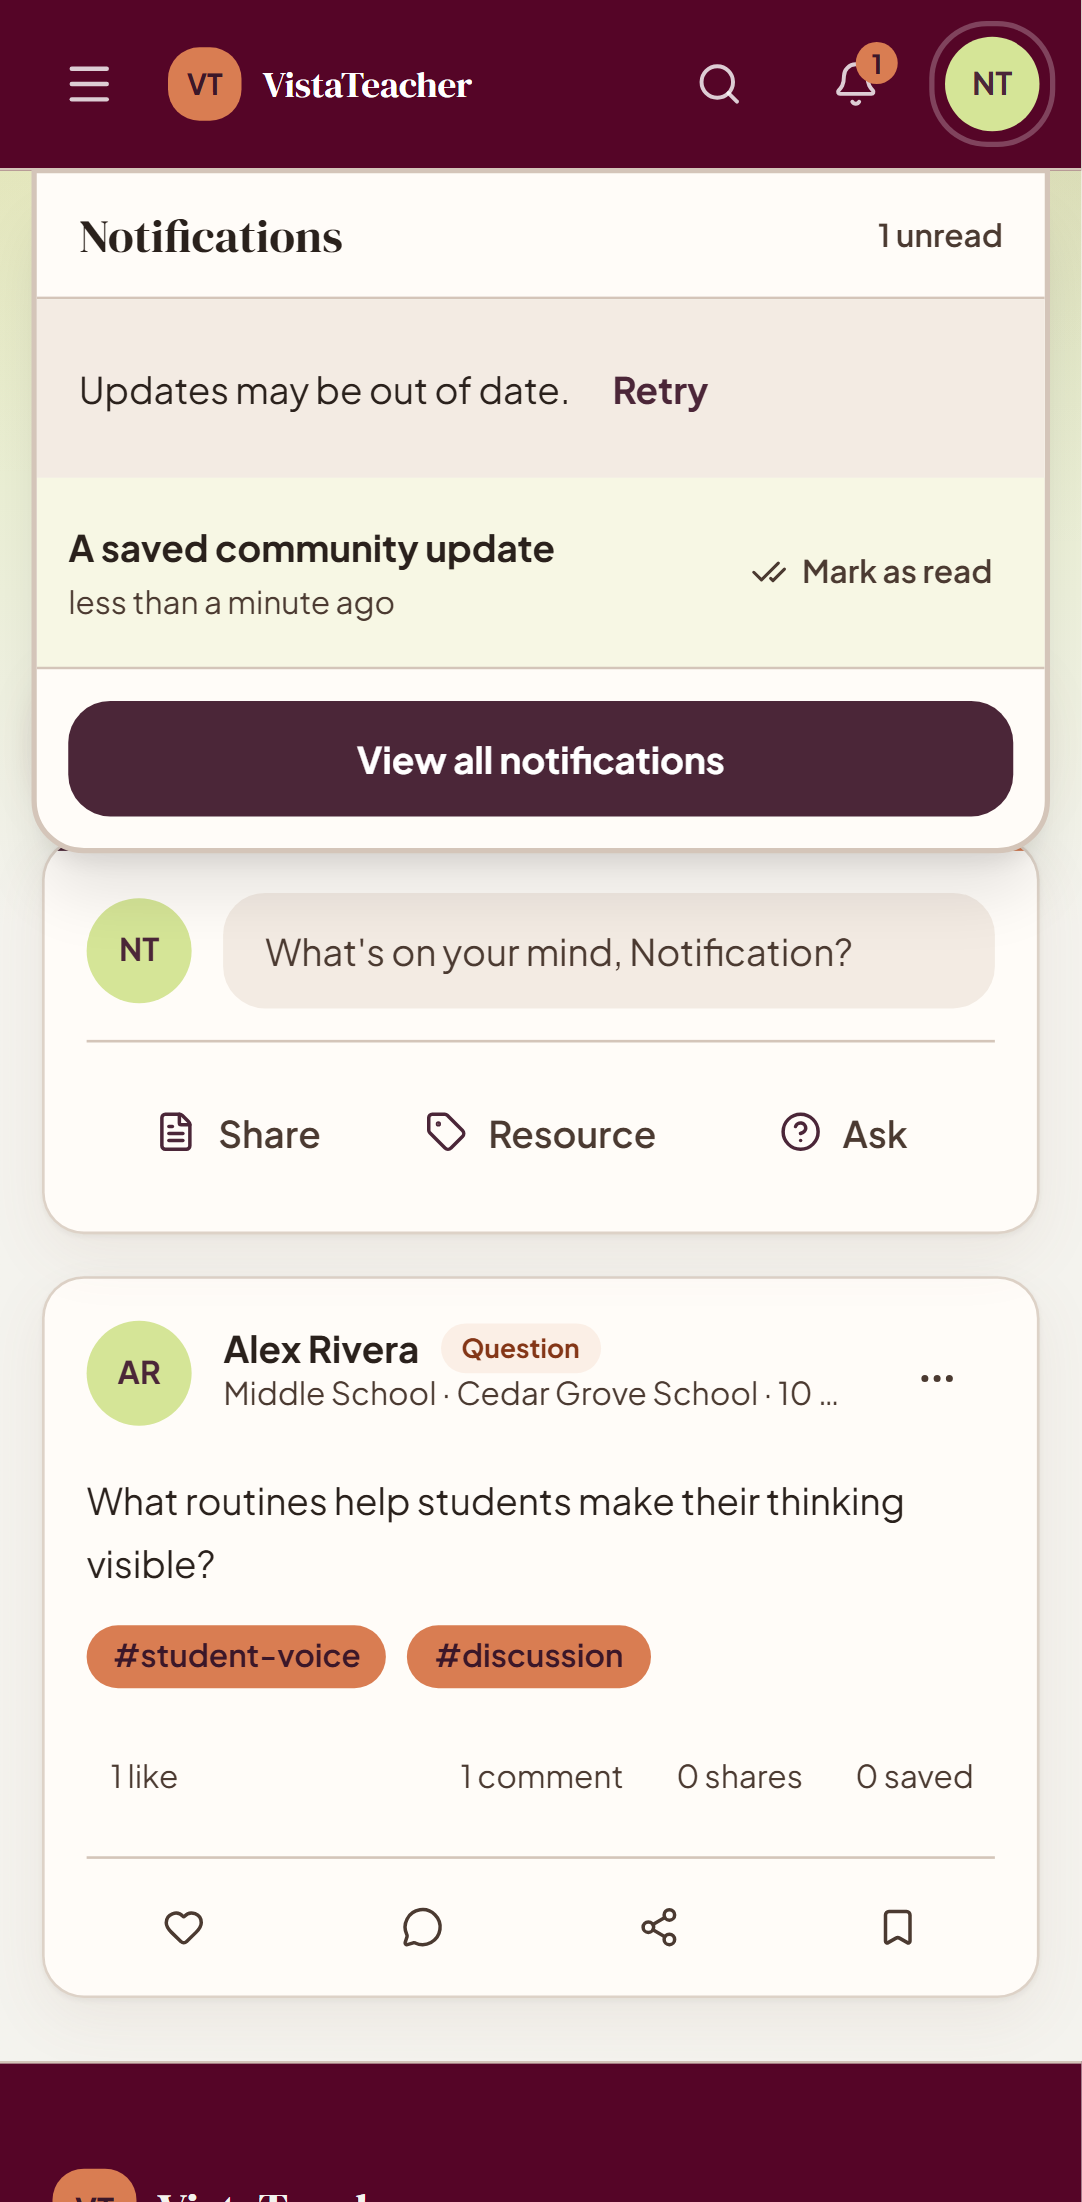 VT VistaTeacher 1 NT
Notifications 1 unread
Updates may be out of date. Retry
A saved community update
less than a minute ago
Mark as read
View all notifications
NT What's on your mind, Notification?
Share Resource Ask
AR Alex Rivera Question
Middle School · Cedar Grove School · 10 ...
What routines help students make their thinking
visible?
#student-voice #discussion
1 like 1 comment 0 shares 0 saved